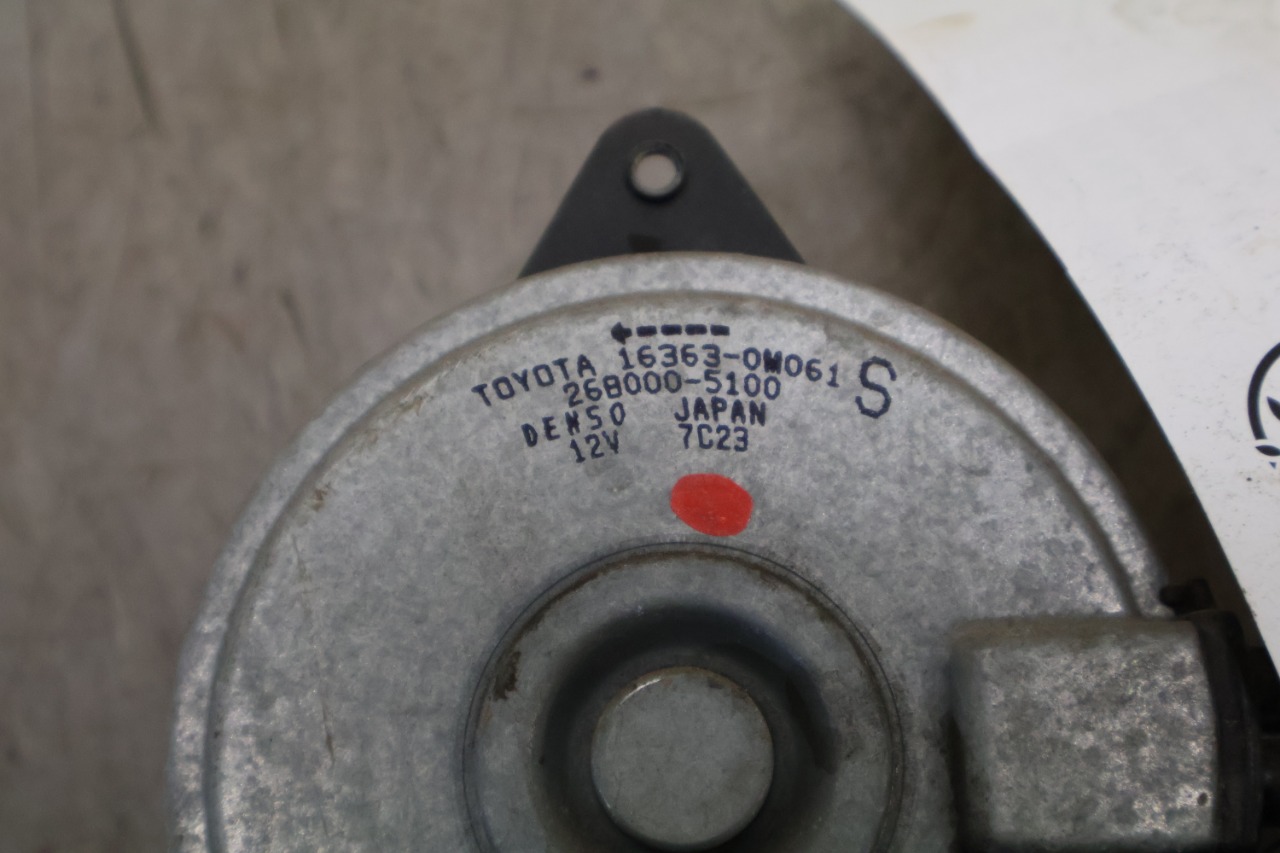 TOYOTA 16363-0M061 S
268000-5100
DENSO JAPAN
12V 7C23